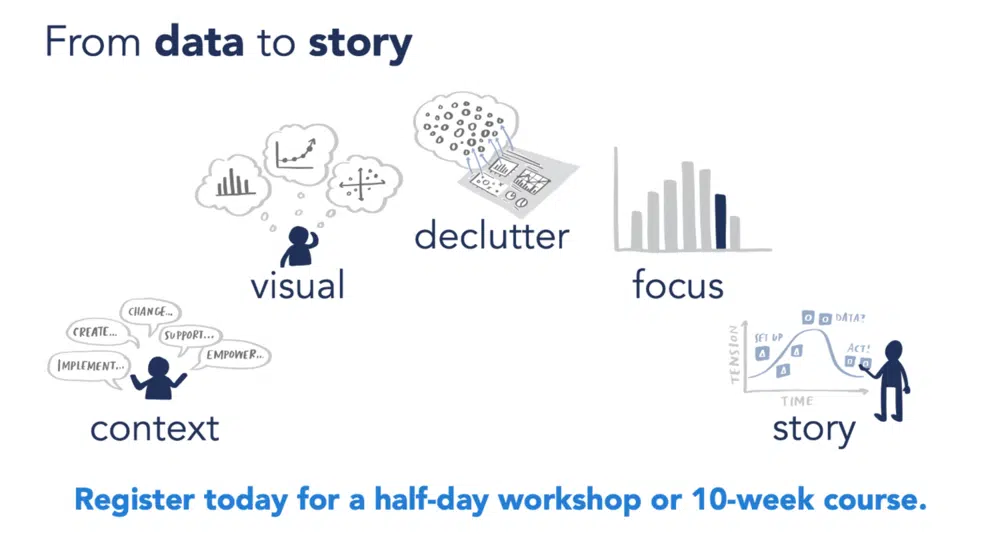 From data to story
declutter
visual
focus
CHANGE...
CREATE...
SUPPORT...
IMPLEMENT...
EMPOWER...
context
TENSION
SET UP
DATA?
ACT!
TIME
story
Register today for a half-day workshop or 10-week course.